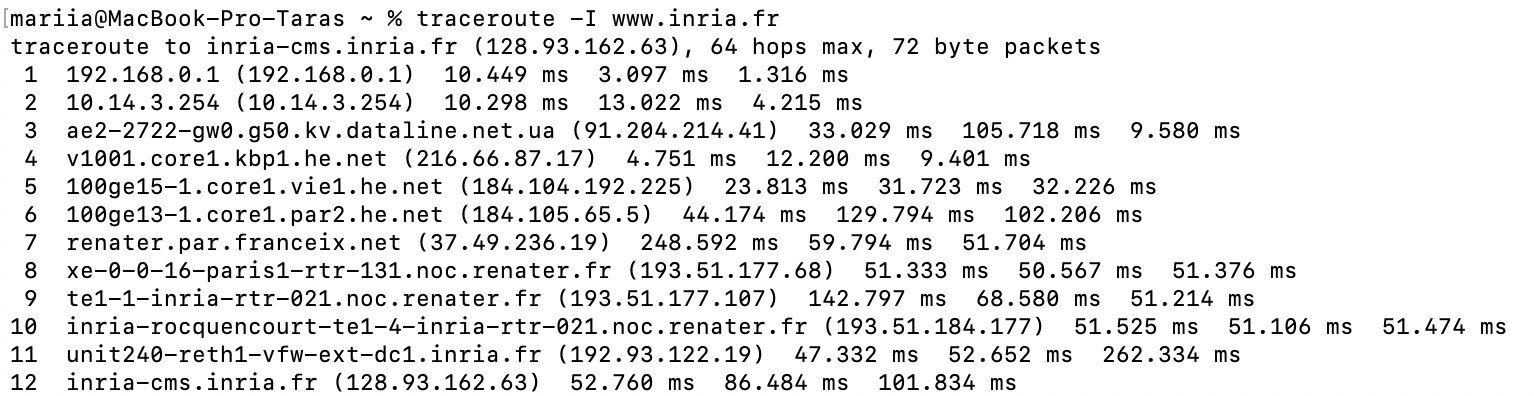 [mariia@MacBook-Pro-Taras ~ % traceroute -I www.inria.fr
traceroute to inria-cms.inria.fr (128.93.162.63), 64 hops max, 72 byte packets
1 192.168.0.1 (192.168.0.1) 10.449 ms 3.097 ms 1.316 ms
2 10.14.3.254 (10.14.3.254) 10.298 ms 13.022 ms 4.215 ms
3 ae2-2722-gw0.g50.kv.dataline.net.ua (91.204.214.41) 33.029 ms 105.718 ms 9.580 ms
4 v1001.core1.kbp1.he.net (216.66.87.17) 4.751 ms 12.200 ms 9.401 ms
5 100ge15-1.core1.vie1.he.net (184.104.192.225) 23.813 ms 31.723 ms 32.226 ms
6 100ge13-1.core1.par2.he.net (184.105.65.5) 44.174 ms 129.794 ms 102.206 ms
7 renater.par.franceix.net (37.49.236.19) 248.592 ms 59.794 ms 51.704 ms
8 xe-0-0-16-paris1-rtr-131.noc.renater.fr (193.51.177.68) 51.333 ms 50.567 ms 51.376 ms
9 te1-1-inria-rtr-021.noc.renater.fr (193.51.177.107) 142.797 ms 68.580 ms 51.214 ms
10 inria-rocquencourt-te1-4-inria-rtr-021.noc.renater.fr (193.51.184.177) 51.525 ms 51.106 ms 51.474 ms
11 unit240-reth1-vfw-ext-dc1.inria.fr (192.93.122.19) 47.332 ms 52.652 ms 262.334 ms
12 inria-cms.inria.fr (128.93.162.63) 52.760 ms 86.484 ms 101.834 ms